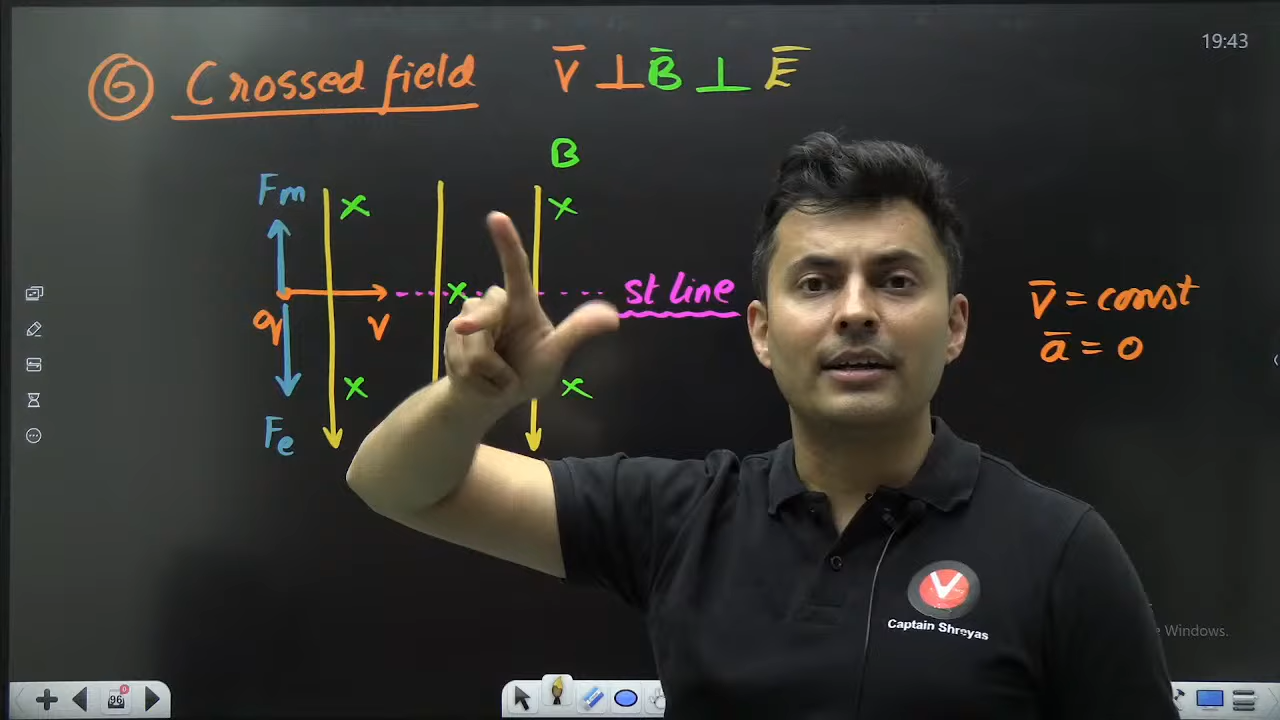 19:43
⑥ Crossed field V̅ ⊥ B̅ ⊥ E̅
B
Fm
x x
q v x st line
v̅ = const
a̅ = 0
x x
Fe
V
Captain Shreyas
Windows.
96